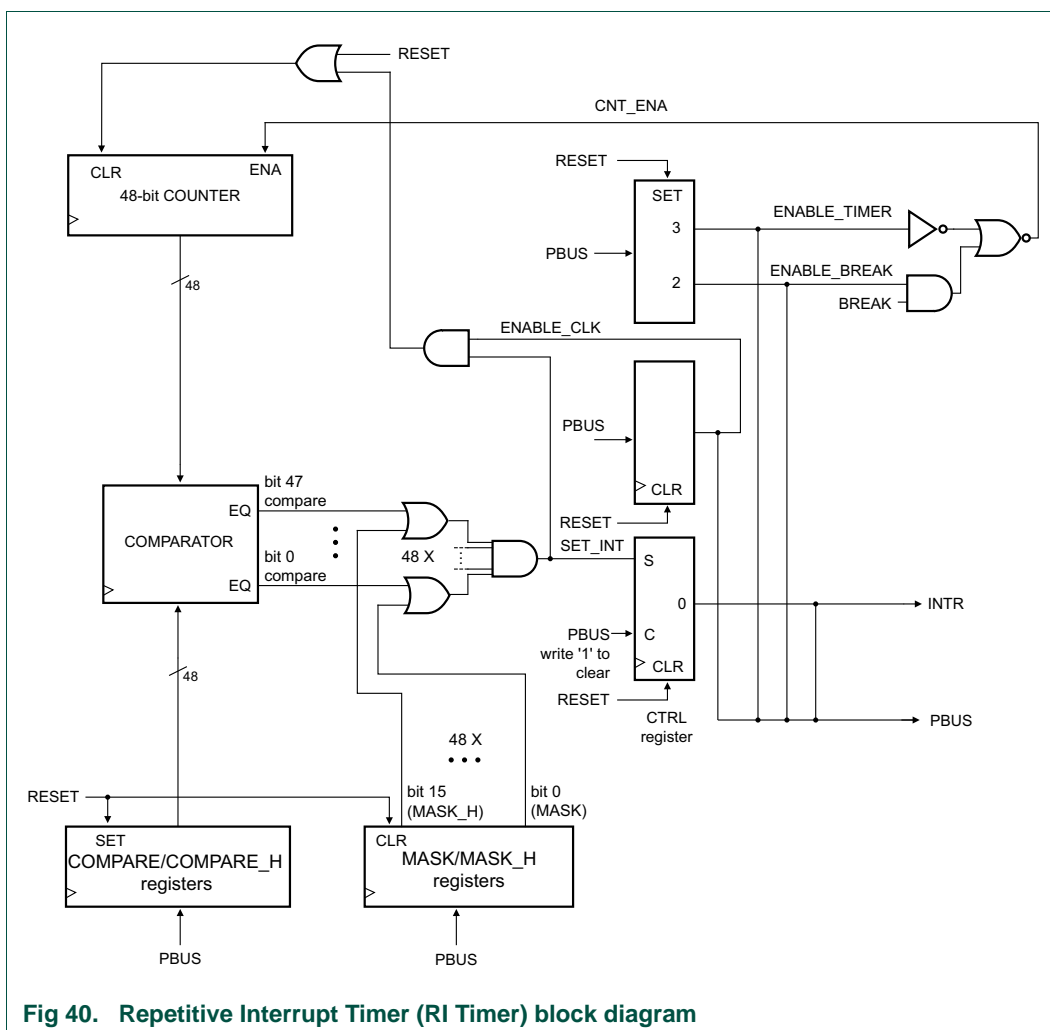 RESET
CNT_ENA
CLR
ENA
48-bit COUNTER
RESET
SET
3
ENABLE_TIMER
PBUS
2
ENABLE_BREAK
BREAK
48
ENABLE_CLK
PBUS
CLR
RESET
bit 47
compare
EQ
COMPARATOR
48 X
bit 0
compare
EQ
SET_INT
S
0
INTR
PBUS
write '1' to
clear
C
CLR
RESET
CTRL
register
PBUS
48
48 X
RESET
bit 15
(MASK_H)
bit 0
(MASK)
SET
COMPARE/COMPARE_H
registers
CLR
MASK/MASK_H
registers
PBUS
PBUS
Fig 40. Repetitive Interrupt Timer (RI Timer) block diagram